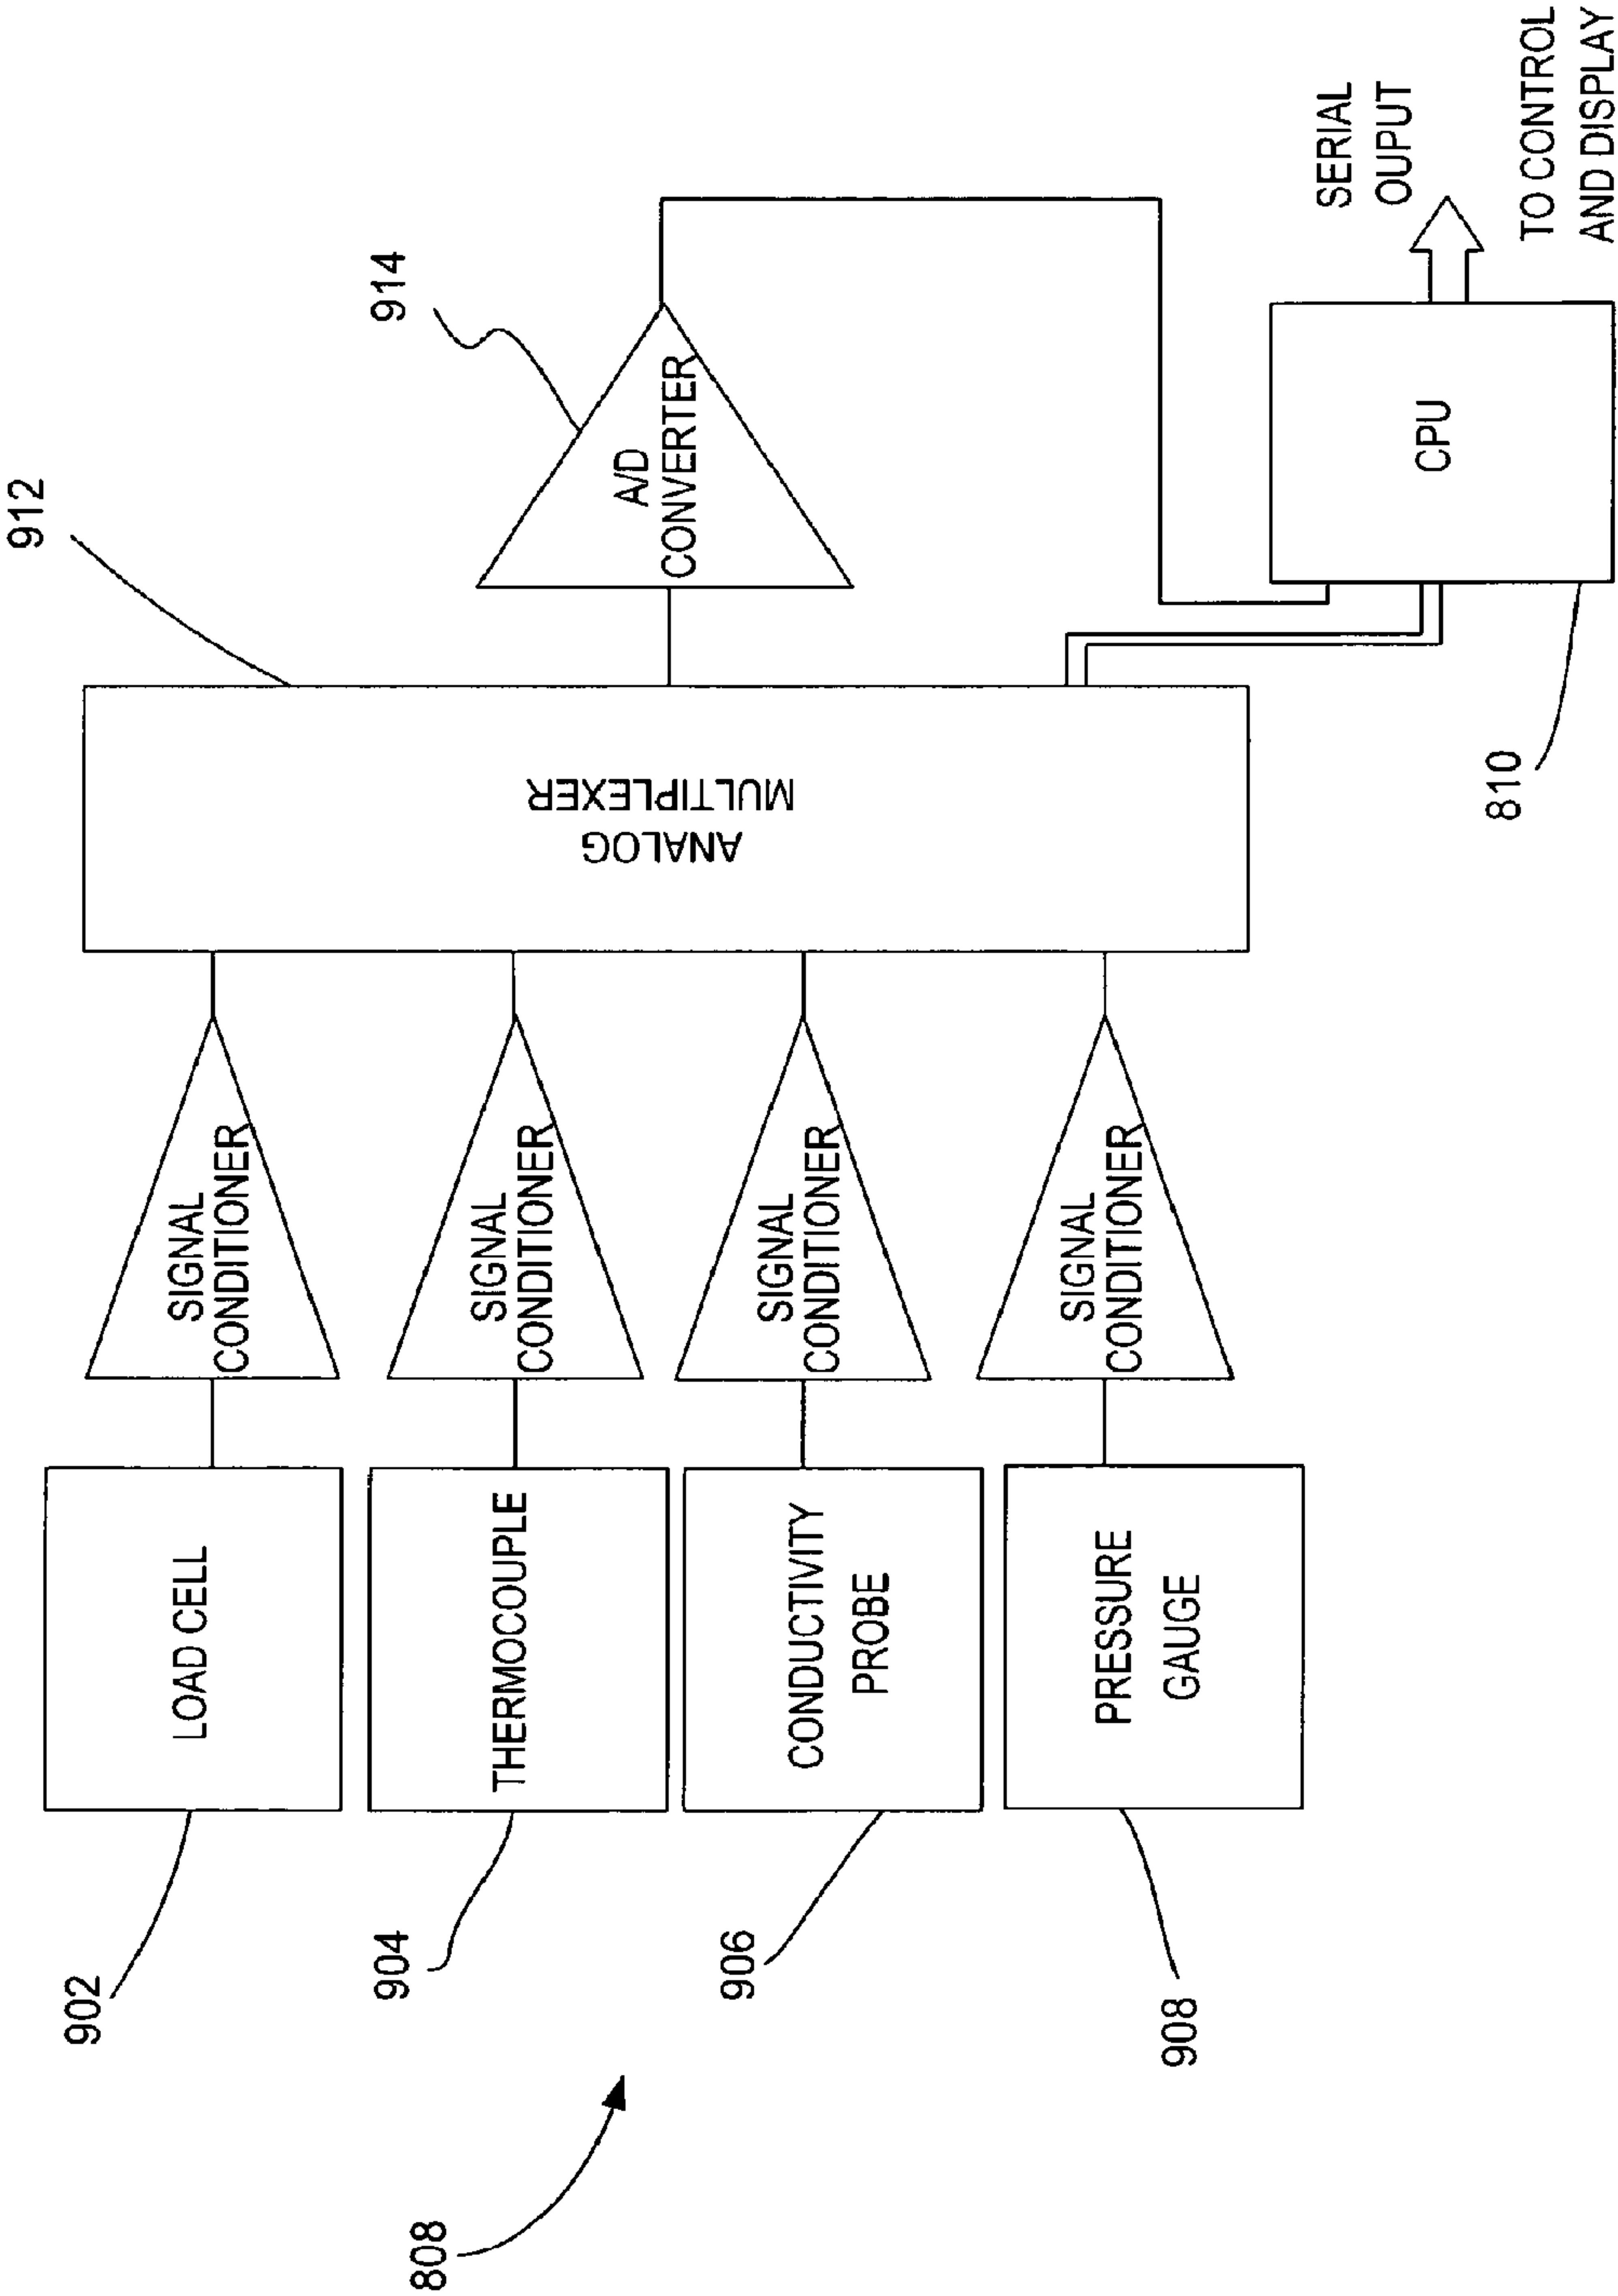 808
902
904
906
908
LOAD CELL
THERMOCOUPLE
CONDUCTIVITY
PROBE
PRESSURE
GAUGE
SIGNAL
CONDITIONER
SIGNAL
CONDITIONER
SIGNAL
CONDITIONER
SIGNAL
CONDITIONER
912
ANALOG
MULTIPLEXER
914
A/D
CONVERTER
810
CPU
SERIAL
OUPUT
TO CONTROL
AND DISPLAY